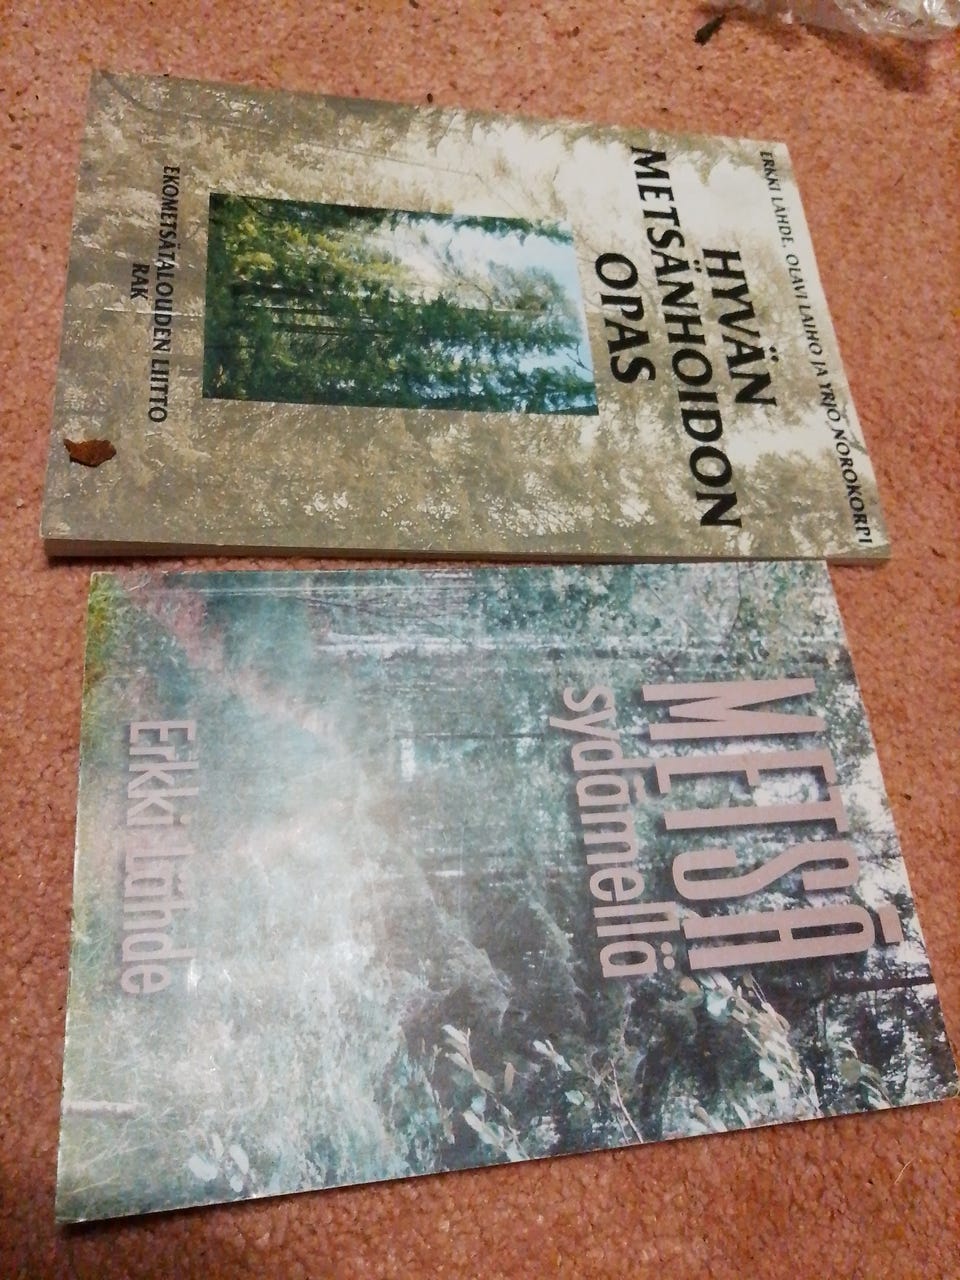 ERKKI LÄHDE, OLAVI LAIHO JA YRJÖ NOROKORPI
HYVÄN
METSÄNHOIDON
OPAS
EKOMETSÄTALOUDEN LIITTO
RAK
METSÄ
sydämellä
Erkki Lähde